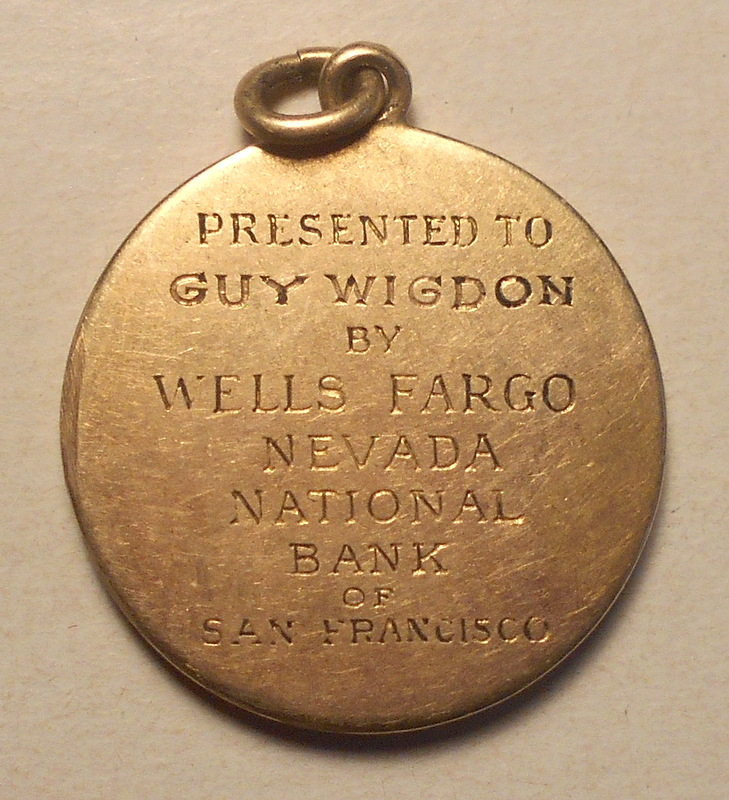 PRESENTED TO
GUY WIGDON
BY
WELLS FARGO
NEVADA
NATIONAL
BANK
OF
SAN FRANCISCO